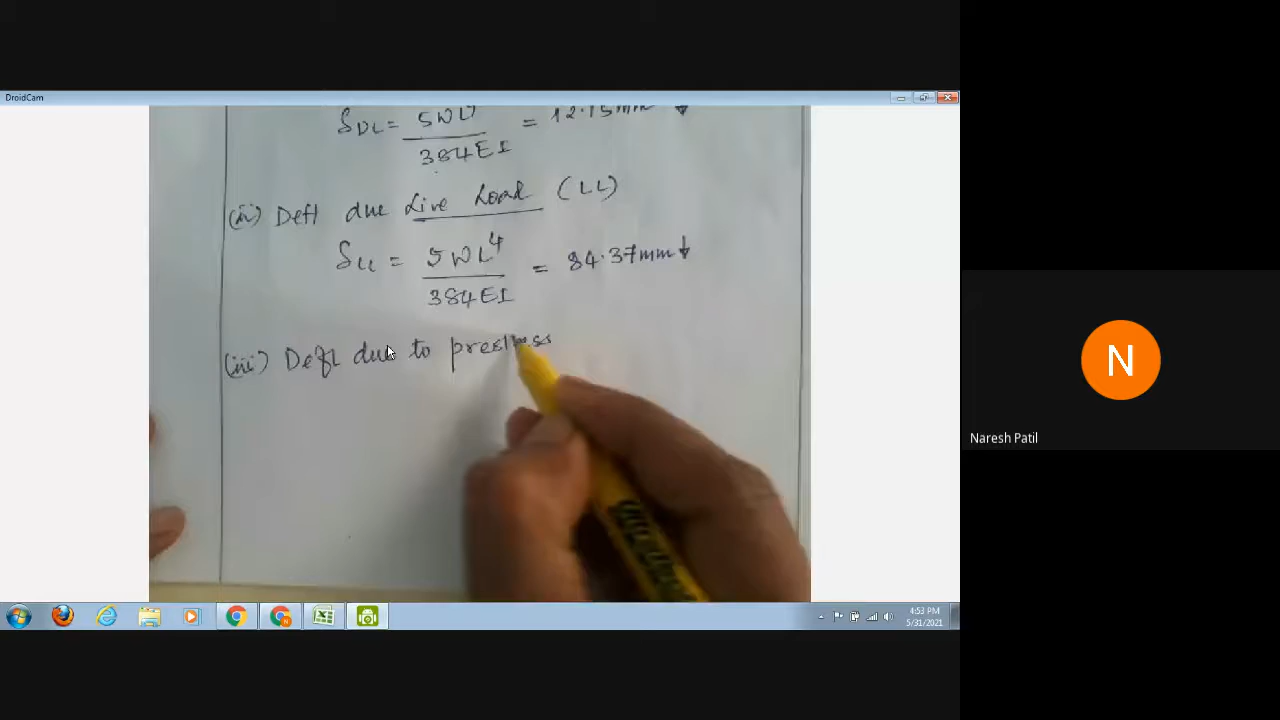 DroidCam
δDL = 5WL4 / 384EI = 12.15mm ↓
(ii) Defl due Live Load (LL)
δLL = 5WL4 / 384EI = 84.37mm ↓
(iii) Defl due to prestress
N
Naresh Patil
4:53 PM
5/31/2021